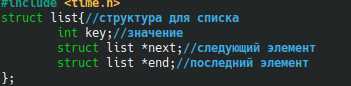 #include <time.h>
struct list{//структура для списка
int key;//значение
struct list *next;//следующий элемент
struct list *end;//последний элемент
};